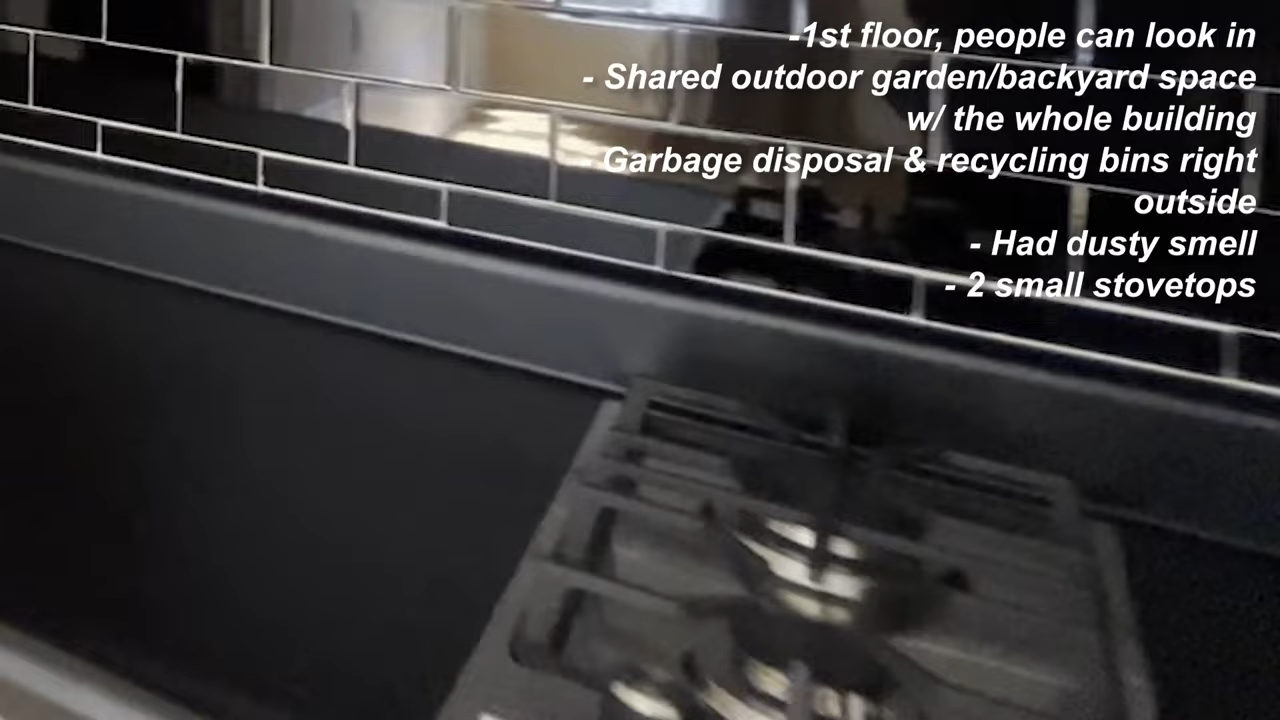 -1st floor, people can look in
- Shared outdoor garden/backyard space
w/ the whole building
- Garbage disposal & recycling bins right
outside
- Had dusty smell
- 2 small stovetops